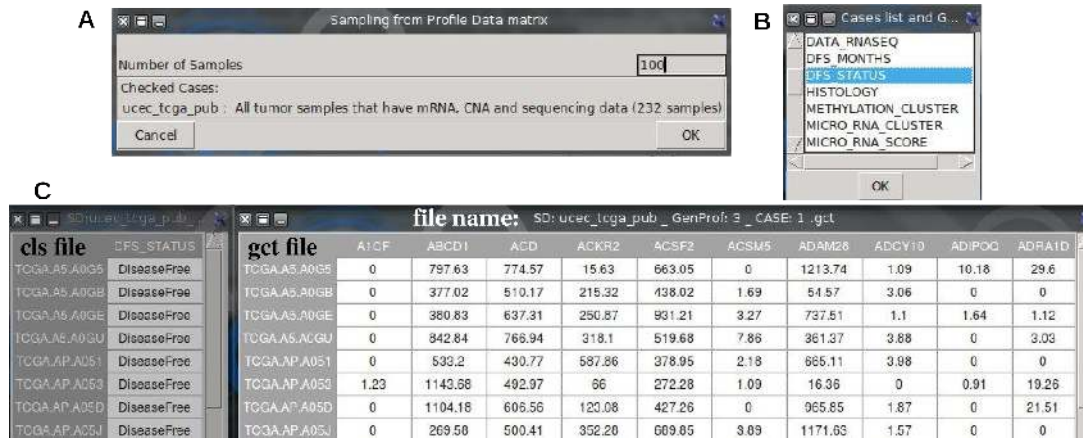 A
Sampling from Profile Data matrix
Number of Samples 100
Checked Cases:
ucec_tcga_pub : All tumor samples that have mRNA, CNA and sequencing data (232 samples)
Cancel OK
B
Cases list and G...
DATA_RNASEQ
DFS_MONTHS
DFS_STATUS
HISTOLOGY
METHYLATION_CLUSTER
MICRO_RNA_CLUSTER
MICRO_RNA_SCORE
OK
C
SD:ucec_tcga_pub
cls file DFS_STATUS
TCGA.A5.A0G5 DiseaseFree
TCGA.A5.A0GB DiseaseFree
TCGA.A5.A0GE DiseaseFree
TCGA.A5.A0GU DiseaseFree
TCGA.AP.A051 DiseaseFree
TCGA.AP.A053 DiseaseFree
TCGA.AP.A05D DiseaseFree
TCGA.AP.A05J DiseaseFree
file name: SD: ucec_tcga_pub _ GenProf: 3 _ CASE: 1 .gct
gct file A1CF ABCD1 ACD ACKR2 ACSF2 ACSM5 ADAM28 ADCY10 ADIPOQ ADRA1D
TCGA.A5.A0G5 0 797.63 774.57 15.63 663.05 0 1213.74 1.09 10.18 29.6
TCGA.A5.A0GB 0 377.02 510.17 215.32 438.02 1.69 54.57 3.06 0 0
TCGA.A5.A0GE 0 380.83 637.31 250.87 931.21 3.27 737.51 1.1 1.64 1.12
TCGA.A5.A0GU 0 842.84 766.94 318.1 519.68 7.86 361.37 3.88 0 3.03
TCGA.AP.A051 0 533.2 430.77 587.86 378.95 2.18 665.11 3.98 0 0
TCGA.AP.A053 1.23 1143.68 492.97 66 272.28 1.09 16.36 0 0.91 19.26
TCGA.AP.A05D 0 1104.18 606.56 123.08 427.26 0 965.85 1.87 0 21.51
TCGA.AP.A05J 0 269.58 500.41 352.28 689.85 3.89 1171.63 1.57 0 0